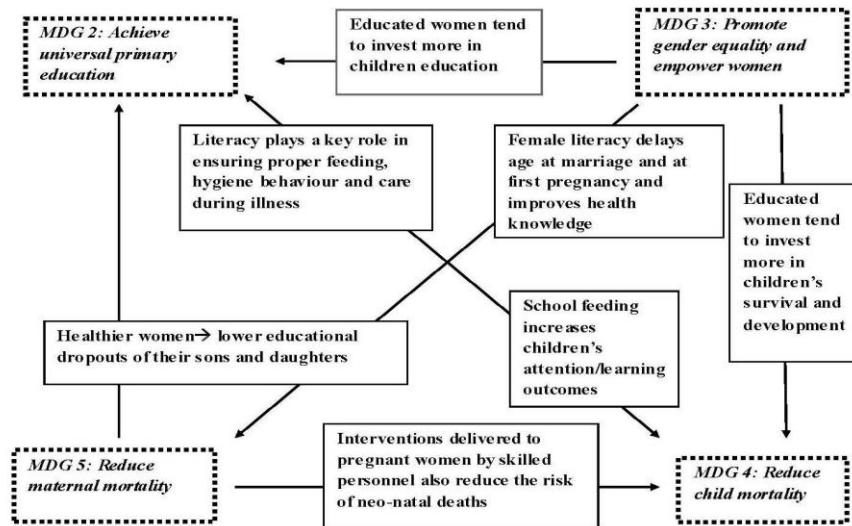 MDG 2: Achieve
universal primary
education
Educated women tend
to invest more in
children education
MDG 3: Promote
gender equality and
empower women
Literacy plays a key role in
ensuring proper feeding,
hygiene behaviour and care
during illness
Female literacy delays
age at marriage and at
first pregnancy and
improves health
knowledge
Educated
women tend
to invest
more in
children's
survival and
development
Healthier women→ lower educational
dropouts of their sons and daughters
School feeding
increases
children's
attention/learning
outcomes
MDG 5: Reduce
maternal mortality
Interventions delivered to
pregnant women by skilled
personnel also reduce the risk
of neo-natal deaths
MDG 4: Reduce
child mortality